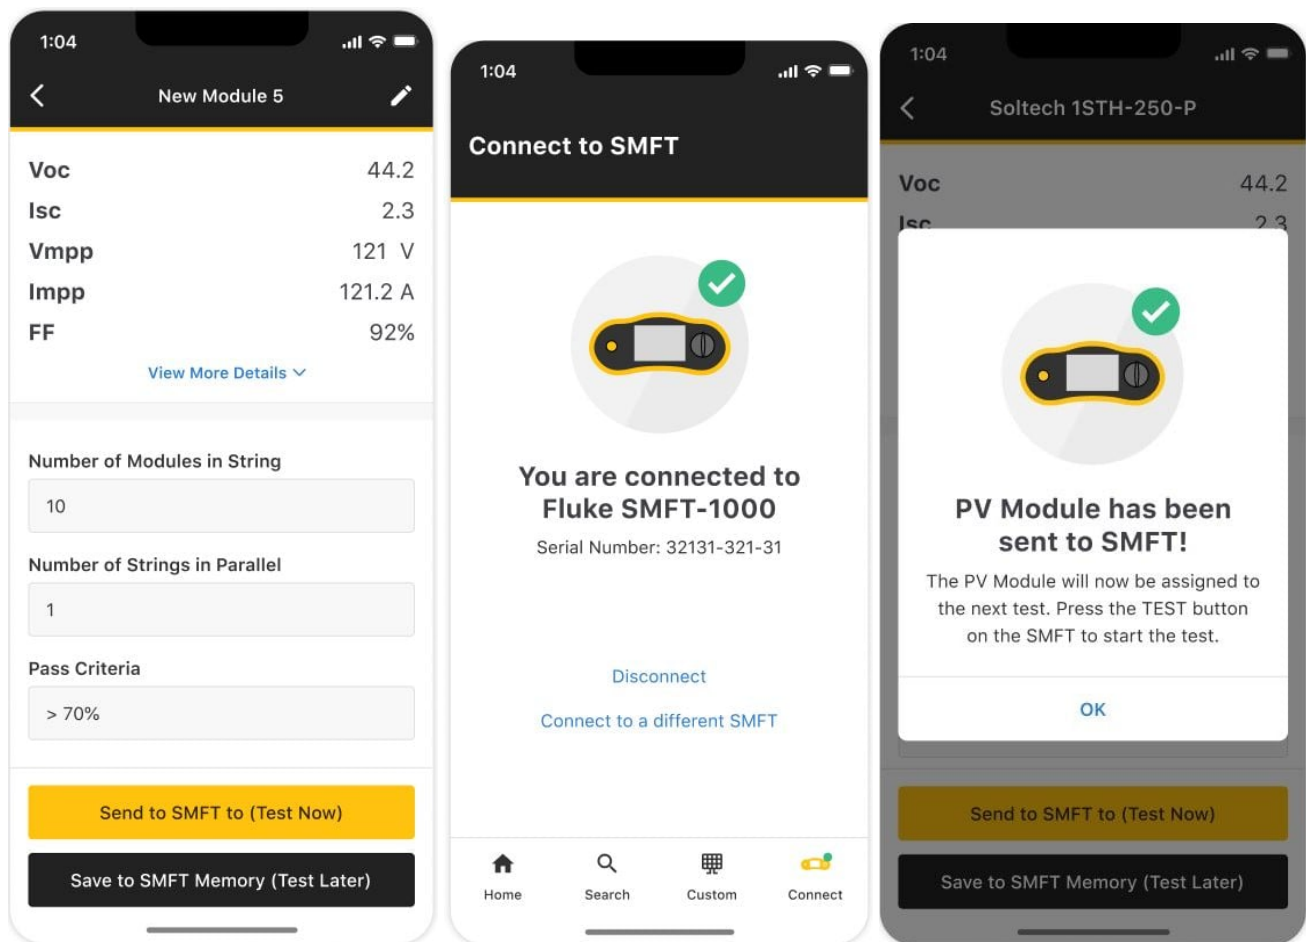 1:04
New Module 5
Voc 44.2
Isc 2.3
Vmpp 121 V
Impp 121.2 A
FF 92%
View More Details
Number of Modules in String
10
Number of Strings in Parallel
1
Pass Criteria
> 70%
Send to SMFT to (Test Now)
Save to SMFT Memory (Test Later)
1:04
Connect to SMFT
You are connected to
Fluke SMFT-1000
Serial Number: 32131-321-31
Disconnect
Connect to a different SMFT
Home Search Custom Connect
1:04
Soltech 1STH-250-P
Voc 44.2
Isc 2.3
PV Module has been
sent to SMFT!
The PV Module will now be assigned to
the next test. Press the TEST button
on the SMFT to start the test.
OK
Send to SMFT to (Test Now)
Save to SMFT Memory (Test Later)